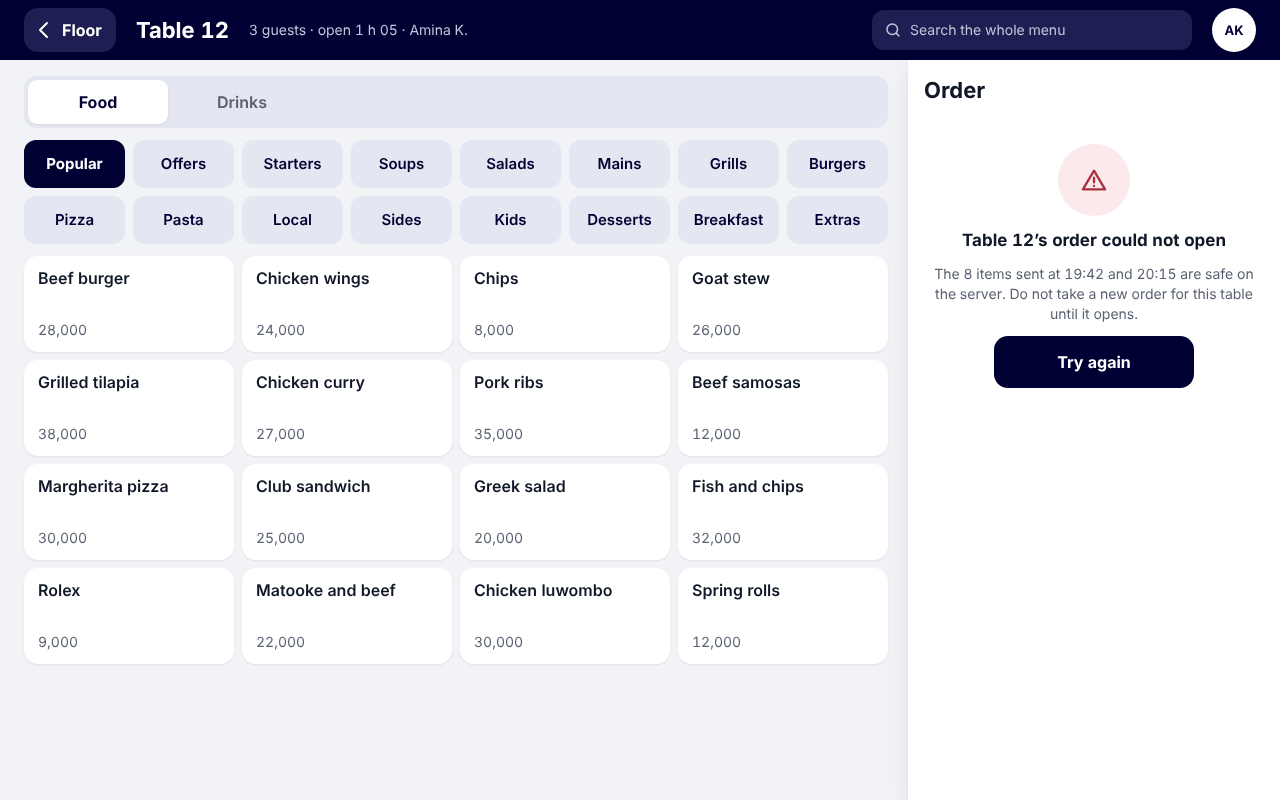 Floor
Table 12
3 guests · open 1 h 05 · Amina K.
Search the whole menu
AK
Food
Drinks
Popular
Offers
Starters
Soups
Salads
Mains
Grills
Burgers
Pizza
Pasta
Local
Sides
Kids
Desserts
Breakfast
Extras
Beef burger
28,000
Chicken wings
24,000
Chips
8,000
Goat stew
26,000
Grilled tilapia
38,000
Chicken curry
27,000
Pork ribs
35,000
Beef samosas
12,000
Margherita pizza
30,000
Club sandwich
25,000
Greek salad
20,000
Fish and chips
32,000
Rolex
9,000
Matooke and beef
22,000
Chicken luwombo
30,000
Spring rolls
12,000
Order
Table 12’s order could not open
The 8 items sent at 19:42 and 20:15 are safe on
the server. Do not take a new order for this table
until it opens.
Try again